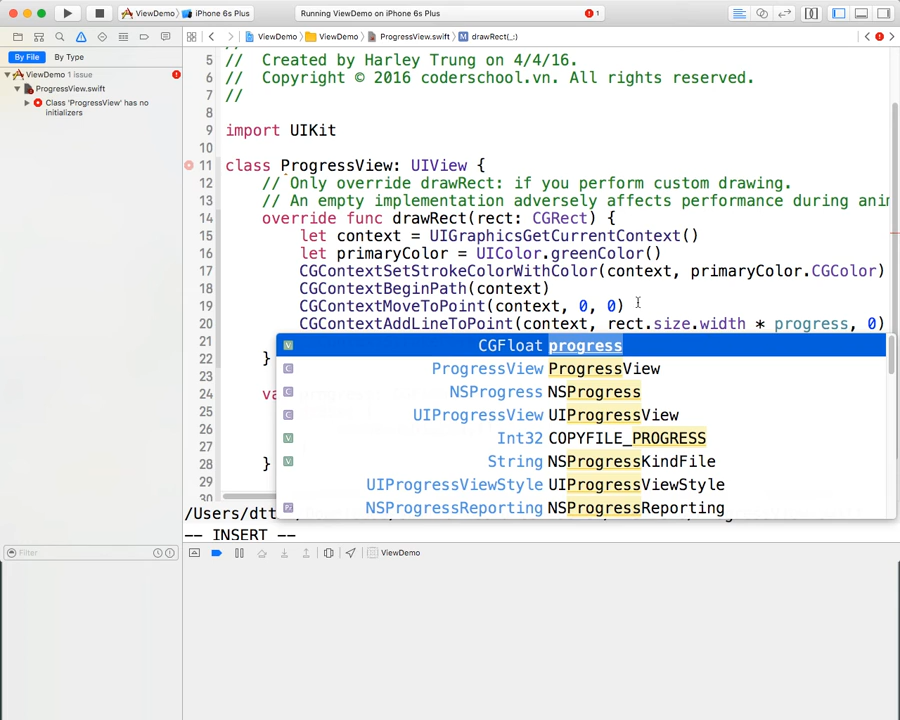 ViewDemo iPhone 6s Plus Running ViewDemo on iPhone 6s Plus 1
ViewDemo ViewDemo ProgressView.swift M drawRect(_:)
By File By Type
ViewDemo 1 issue
ProgressView.swift
Class 'ProgressView' has no
initializers
5 // Created by Harley Trung on 4/4/16.
6 // Copyright © 2016 coderschool.vn. All rights reserved.
7 //
8
9 import UIKit
10
11 class ProgressView: UIView {
12 // Only override drawRect: if you perform custom drawing.
13 // An empty implementation adversely affects performance during ani
14 override func drawRect(rect: CGRect) {
15 let context = UIGraphicsGetCurrentContext()
16 let primaryColor = UIColor.greenColor()
17 CGContextSetStrokeColorWithColor(context, primaryColor.CGColor)
18 CGContextBeginPath(context)
19 CGContextMoveToPoint(context, 0, 0)
20 CGContextAddLineToPoint(context, rect.size.width * progress, 0)
21
22 }
23
24
25
26
27
28 }
29
30
V CGFloat progress
C ProgressView ProgressView
C NSProgress NSProgress
C UIProgressView UIProgressView
V Int32 COPYFILE_PROGRESS
V String NSProgressKindFile
UIProgressViewStyle UIProgressViewStyle
Pr NSProgressReporting NSProgressReporting
/Users/dtt
-- INSERT --
Filter
ViewDemo